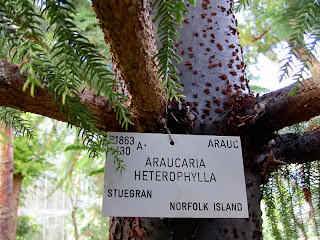 21863 A. ARAUC
ARAUCARIA
HETEROPHYLLA
STUEGRAN NORFOLK ISLAND